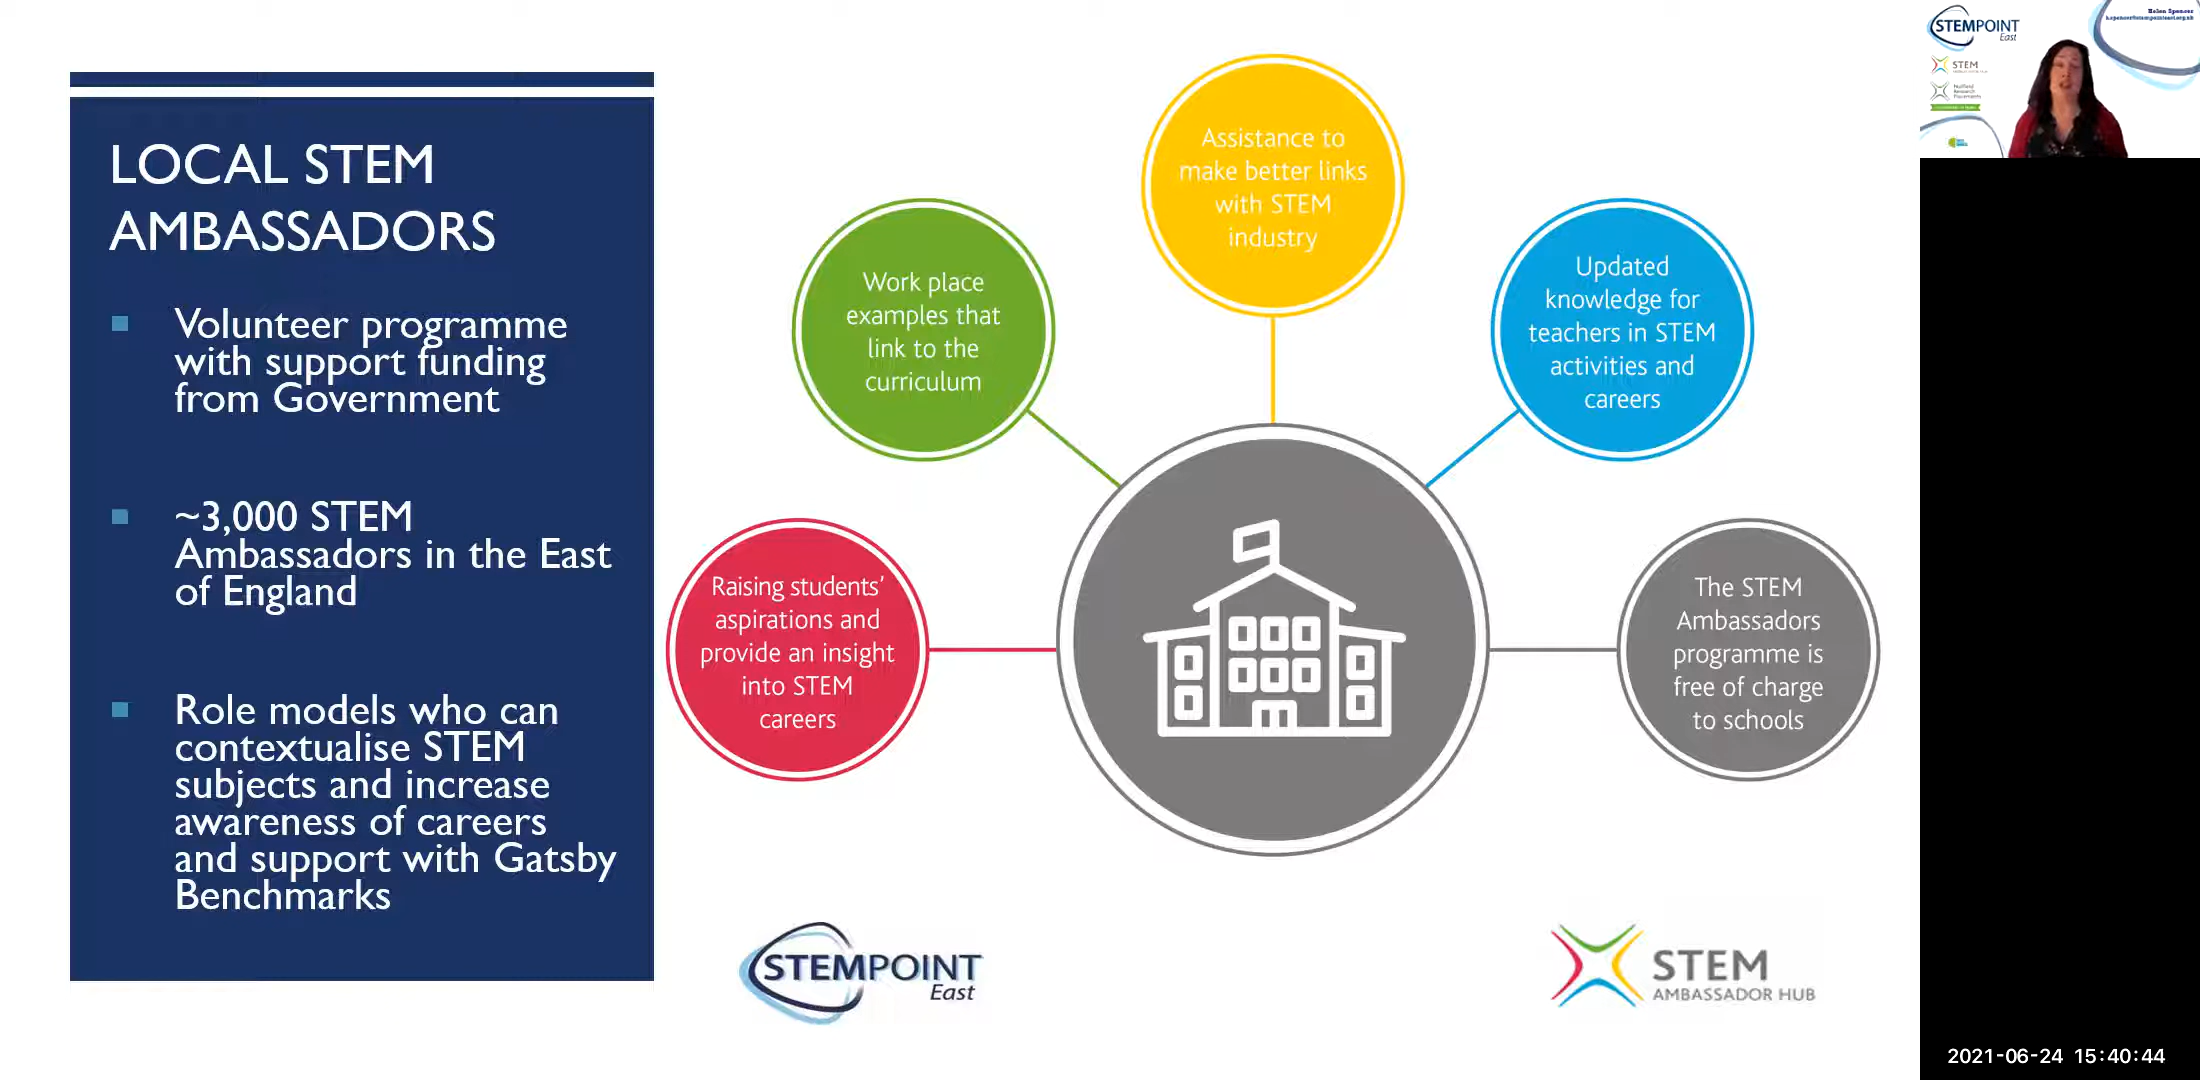 LOCAL STEM
AMBASSADORS
Volunteer programme
with support funding
from Government
~3,000 STEM
Ambassadors in the East
of England
Role models who can
contextualise STEM
subjects and increase
awareness of careers
and support with Gatsby
Benchmarks
Raising students’
aspirations and
provide an insight
into STEM
careers
Work place
examples that
link to the
curriculum
Assistance to
make better links
with STEM
industry
Updated
knowledge for
teachers in STEM
activities and
careers
The STEM
Ambassadors
programme is
free of charge
to schools
STEMPOINT
East
STEM
AMBASSADOR HUB
STEMPOINT
East
STEM
Nuffield
Research
Placements
Helen Spencer
2021-06-24 15:40:44